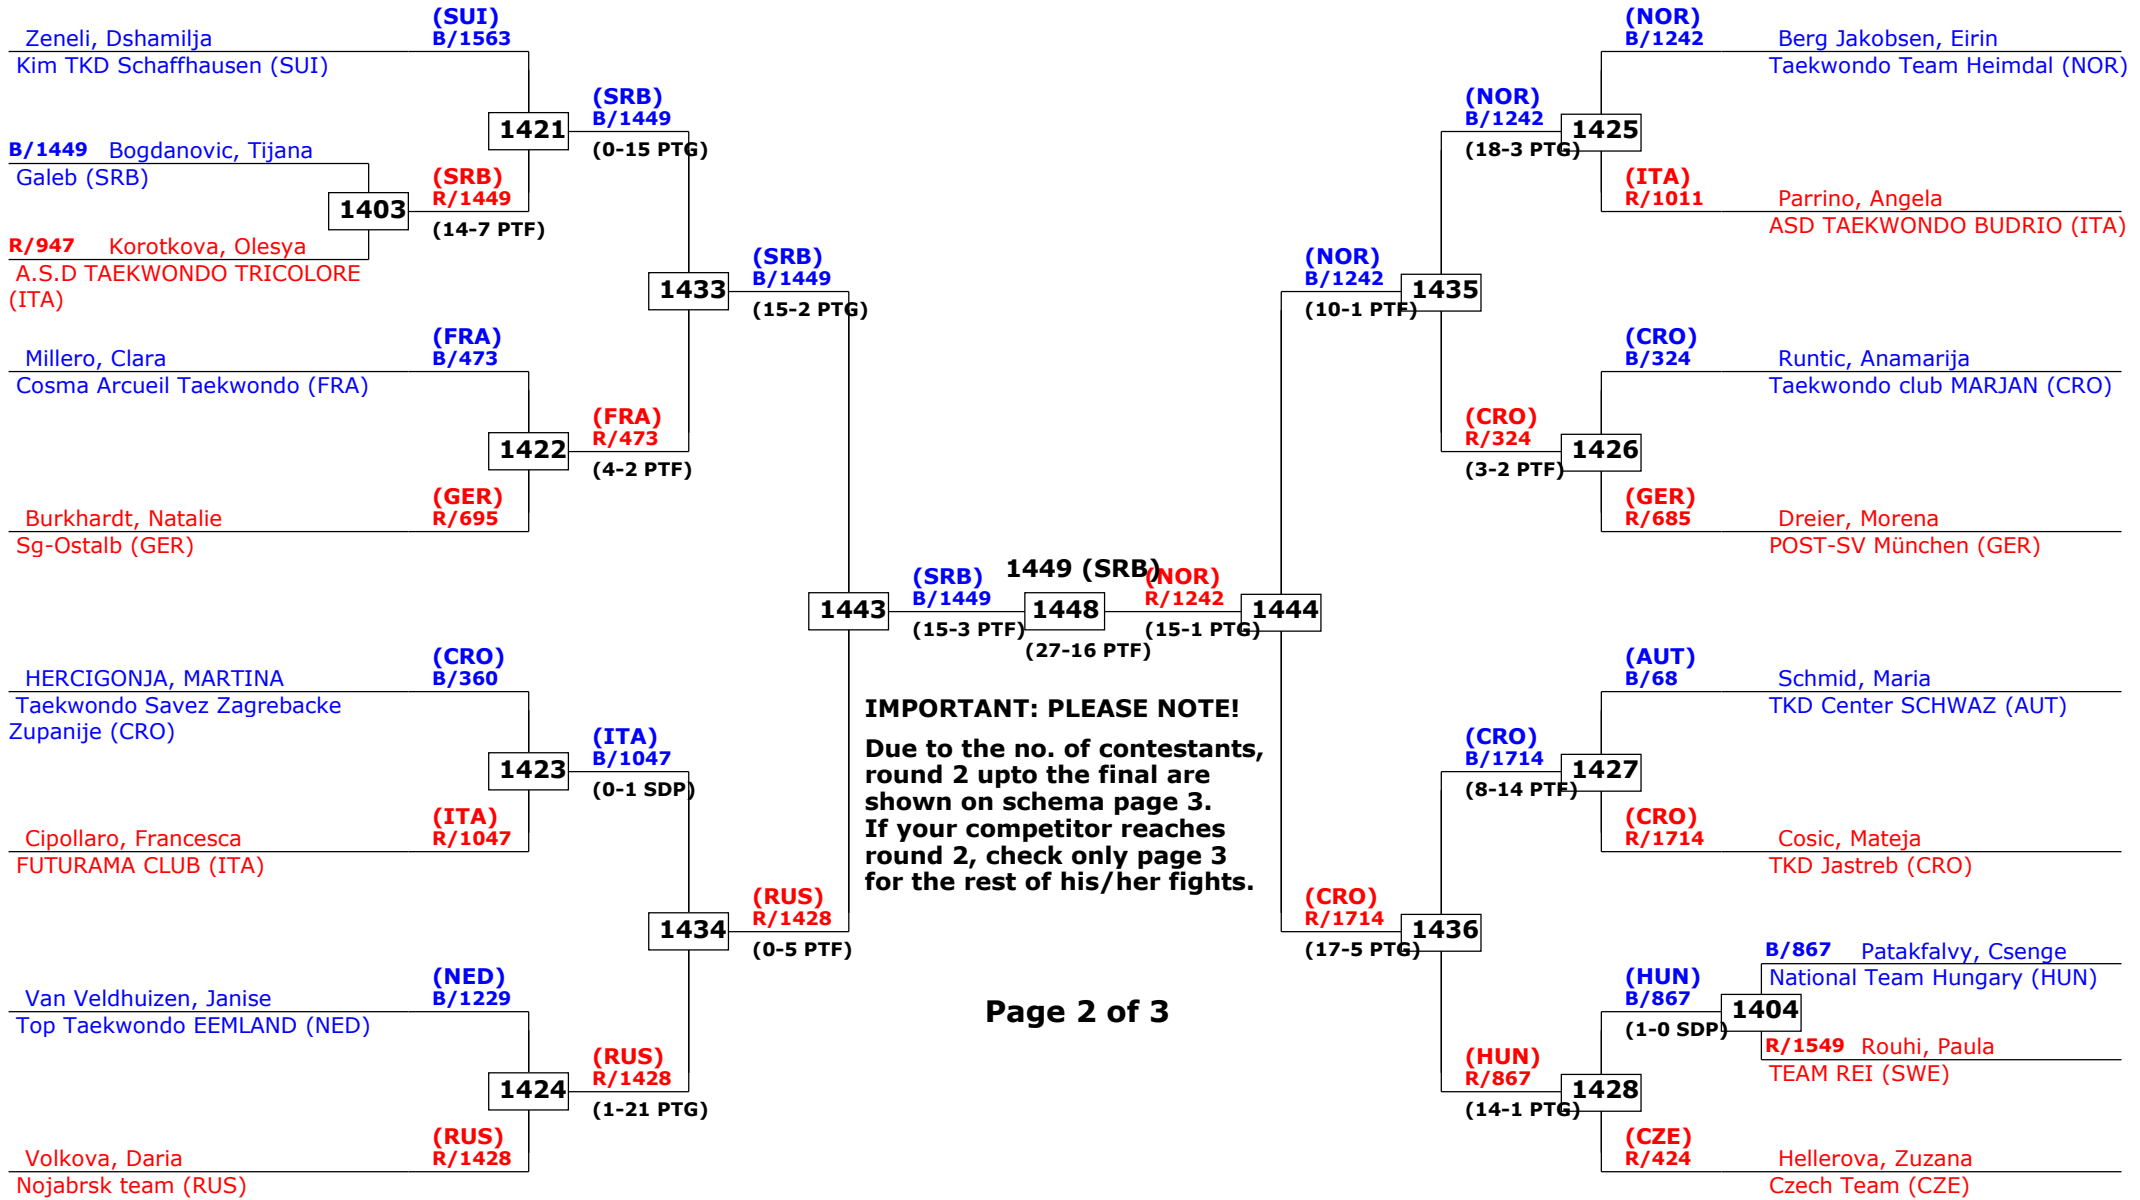 (SUI)
Zeneli, Dshamilja B/1563
Kim TKD Schaffhausen (SUI)
1421
(SRB)
B/1449
(0-15 PTG)
B/1449 Bogdanovic, Tijana
Galeb (SRB)
1403
(SRB)
R/1449
(14-7 PTF)
R/947 Korotkova, Olesya
A.S.D TAEKWONDO TRICOLORE
(ITA)
1433
(SRB)
B/1449
(15-2 PTG)
(FRA)
Millero, Clara B/473
Cosma Arcueil Taekwondo (FRA)
1422
(FRA)
R/473
(4-2 PTF)
(GER)
Burkhardt, Natalie R/695
Sg-Ostalb (GER)
1443
(SRB)
B/1449
(15-3 PTF)
1449 (SRB)
1448
(27-16 PTF)
(NOR)
R/1242
(15-1 PTG)
1444
(CRO)
HERCIGONJA, MARTINA B/360
Taekwondo Savez Zagrebacke
Zupanije (CRO)
1423
(ITA)
B/1047
(0-1 SDP)
(ITA)
Cipollaro, Francesca R/1047
FUTURAMA CLUB (ITA)
1434
(RUS)
R/1428
(0-5 PTF)
(NED)
Van Veldhuizen, Janise B/1229
Top Taekwondo EEMLAND (NED)
1424
(RUS)
R/1428
(1-21 PTG)
(RUS)
Volkova, Daria R/1428
Nojabrsk team (RUS)
IMPORTANT: PLEASE NOTE!
Due to the no. of contestants,
round 2 upto the final are
shown on schema page 3.
If your competitor reaches
round 2, check only page 3
for the rest of his/her fights.
Page 2 of 3
(NOR)
B/1242 Berg Jakobsen, Eirin
Taekwondo Team Heimdal (NOR)
(NOR)
B/1242
(18-3 PTG)
1425
(ITA)
R/1011 Parrino, Angela
ASD TAEKWONDO BUDRIO (ITA)
(NOR)
B/1242
(10-1 PTF)
1435
(CRO)
B/324 Runtic, Anamarija
Taekwondo club MARJAN (CRO)
(CRO)
R/324
(3-2 PTF)
1426
(GER)
R/685 Dreier, Morena
POST-SV München (GER)
(AUT)
B/68 Schmid, Maria
TKD Center SCHWAZ (AUT)
(CRO)
B/1714
(8-14 PTF)
1427
(CRO)
R/1714 Cosic, Mateja
TKD Jastreb (CRO)
(CRO)
R/1714
(17-5 PTG)
1436
B/867 Patakfalvy, Csenge
National Team Hungary (HUN)
(HUN)
B/867
(1-0 SDP)
1404
R/1549 Rouhi, Paula
TEAM REI (SWE)
(HUN)
R/867
(14-1 PTG)
1428
(CZE)
R/424 Hellerova, Zuzana
Czech Team (CZE)